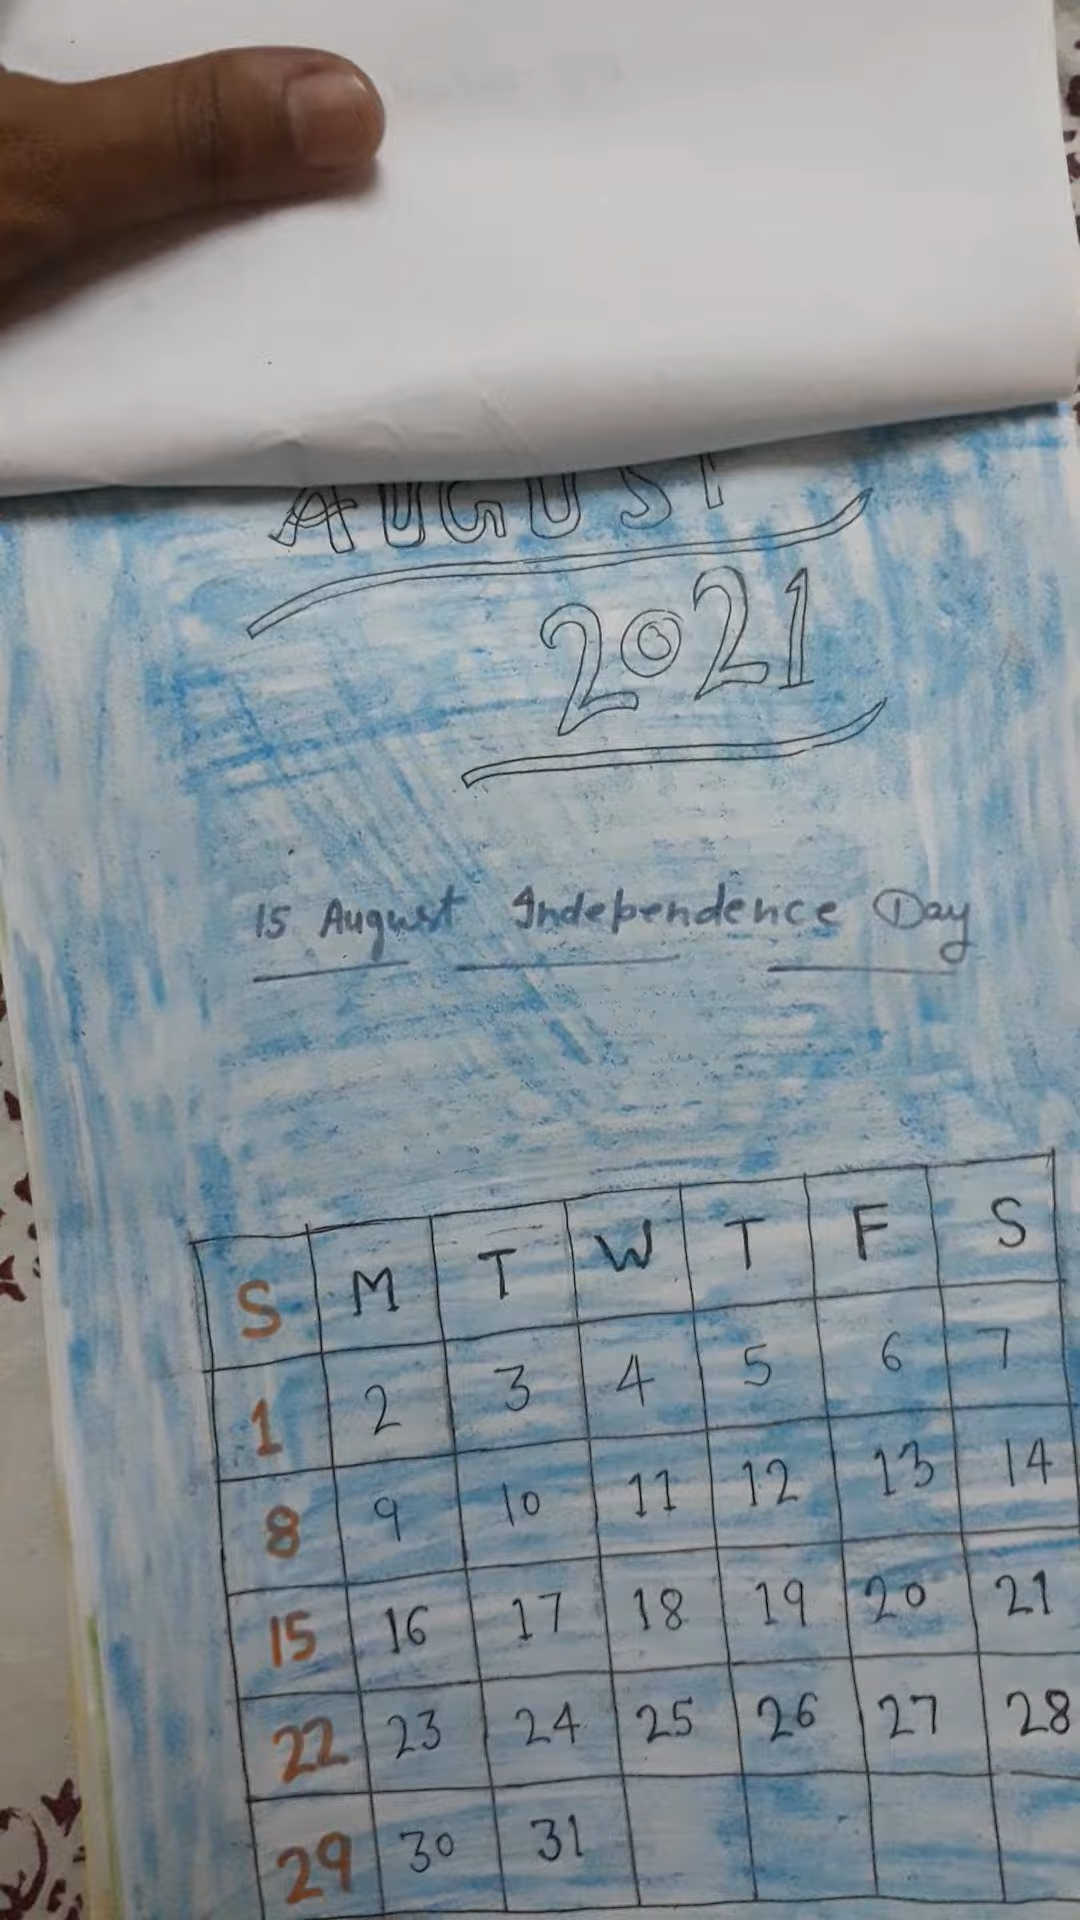 AUGUST
2021
15 August Independence Day
S M T W T F S
1 2 3 4 5 6 7
8 9 10 11 12 13 14
15 16 17 18 19 20 21
22 23 24 25 26 27 28
29 30 31